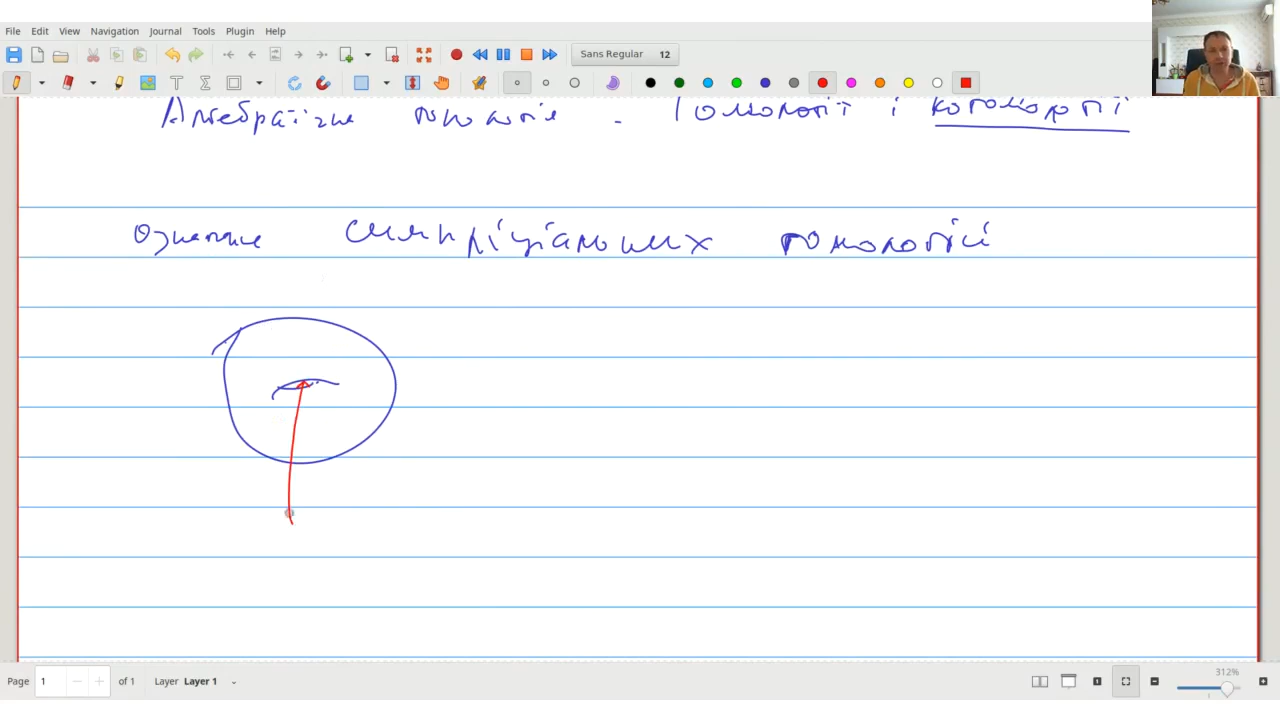 File Edit View Navigation Journal Tools Plugin Help
Sans Regular 12
Алгебраїчна топологія. Гомології і когомології
Означення симпліціальних гомологій
Page 1 of 1 Layer Layer 1 312%